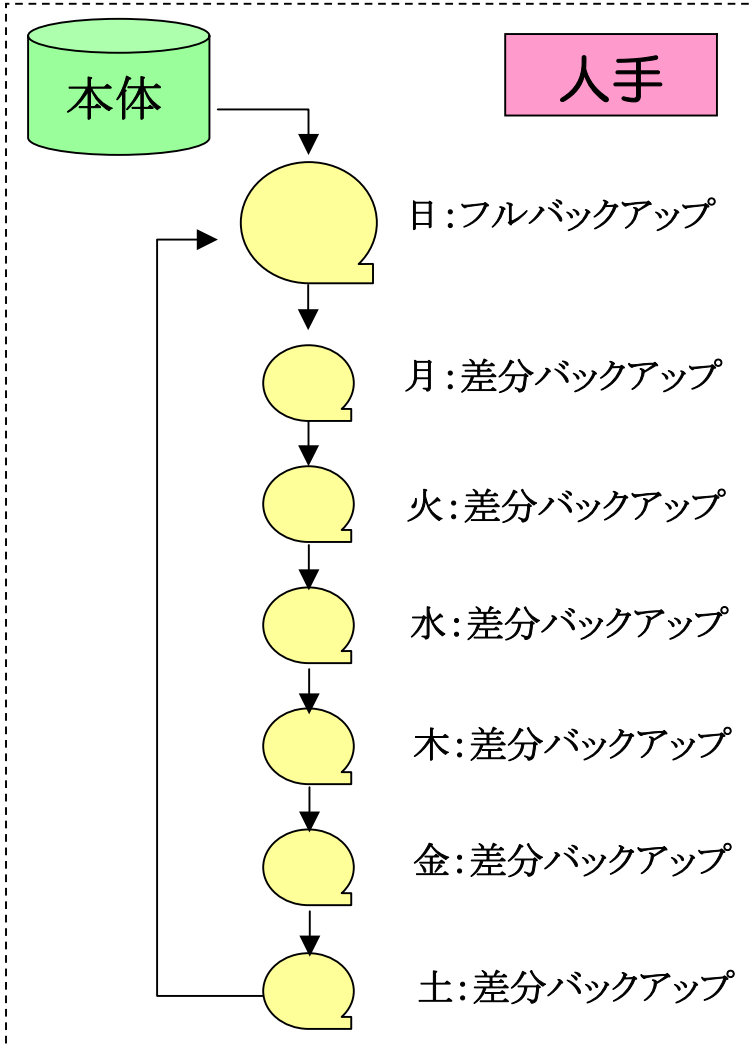 本体
人手
日:フルバックアップ
月:差分バックアップ
火:差分バックアップ
水:差分バックアップ
木:差分バックアップ
金:差分バックアップ
土:差分バックアップ